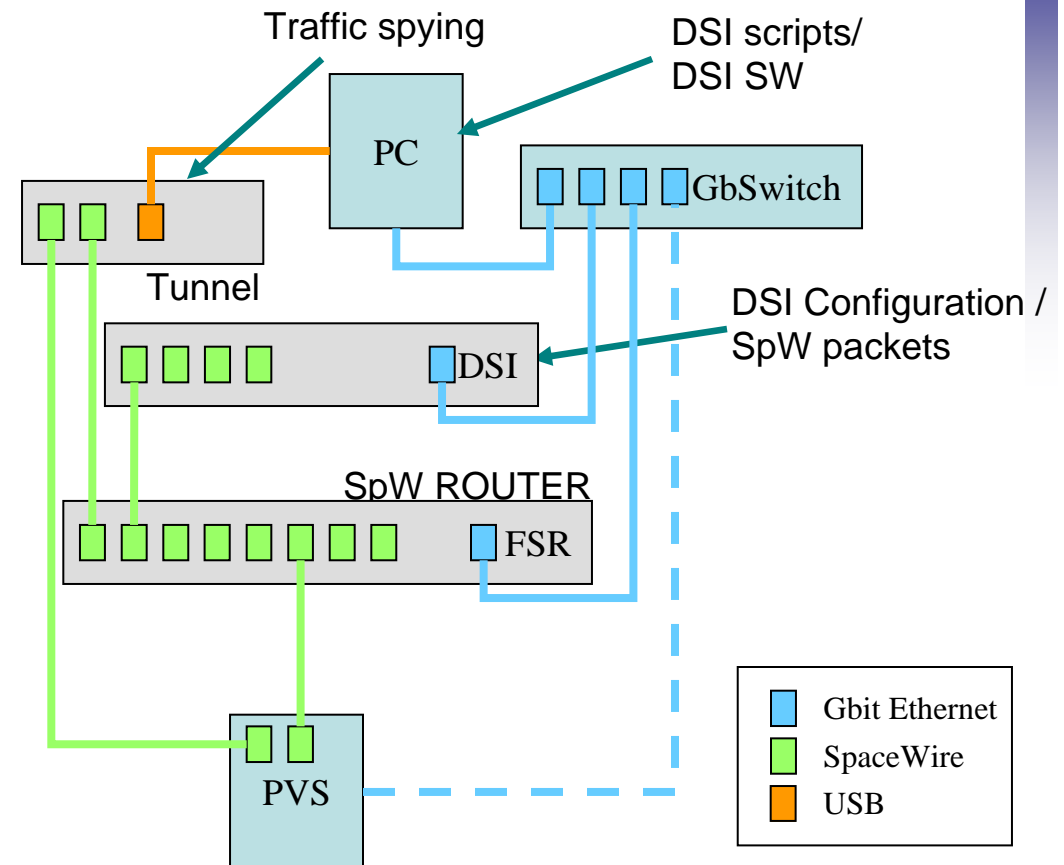 Traffic spying
DSI scripts/
DSI SW
PC
GbSwitch
Tunnel
DSI Configuration /
SpW packets
DSI
SpW ROUTER
FSR
PVS
Gbit Ethernet
SpaceWire
USB